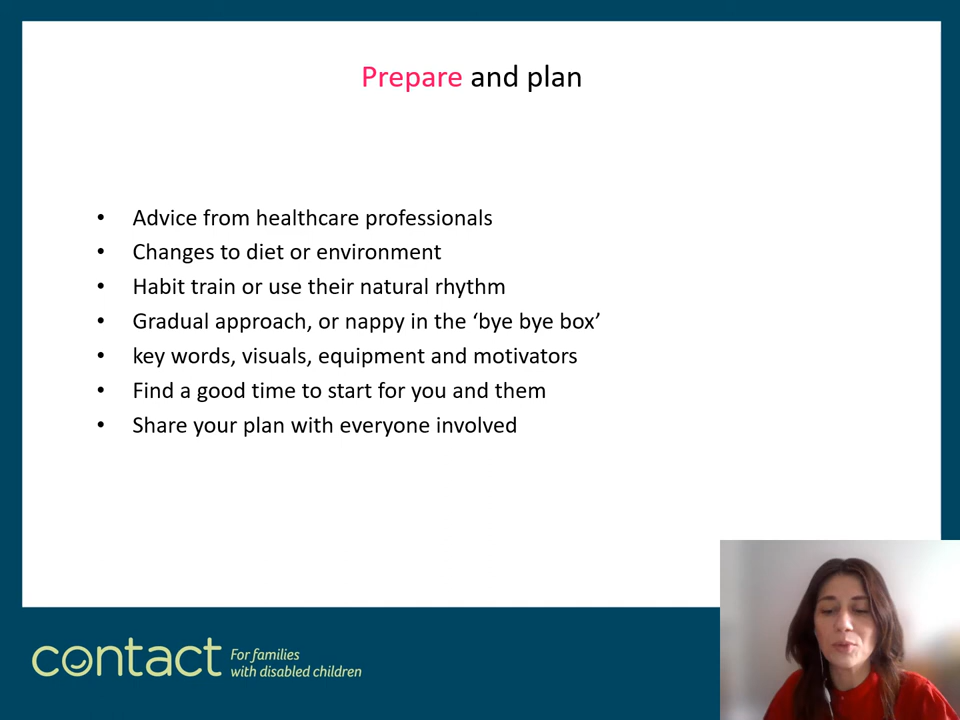 Prepare and plan
• Advice from healthcare professionals
• Changes to diet or environment
• Habit train or use their natural rhythm
• Gradual approach, or nappy in the ‘bye bye box’
• key words, visuals, equipment and motivators
• Find a good time to start for you and them
• Share your plan with everyone involved
contact
For families
with disabled children